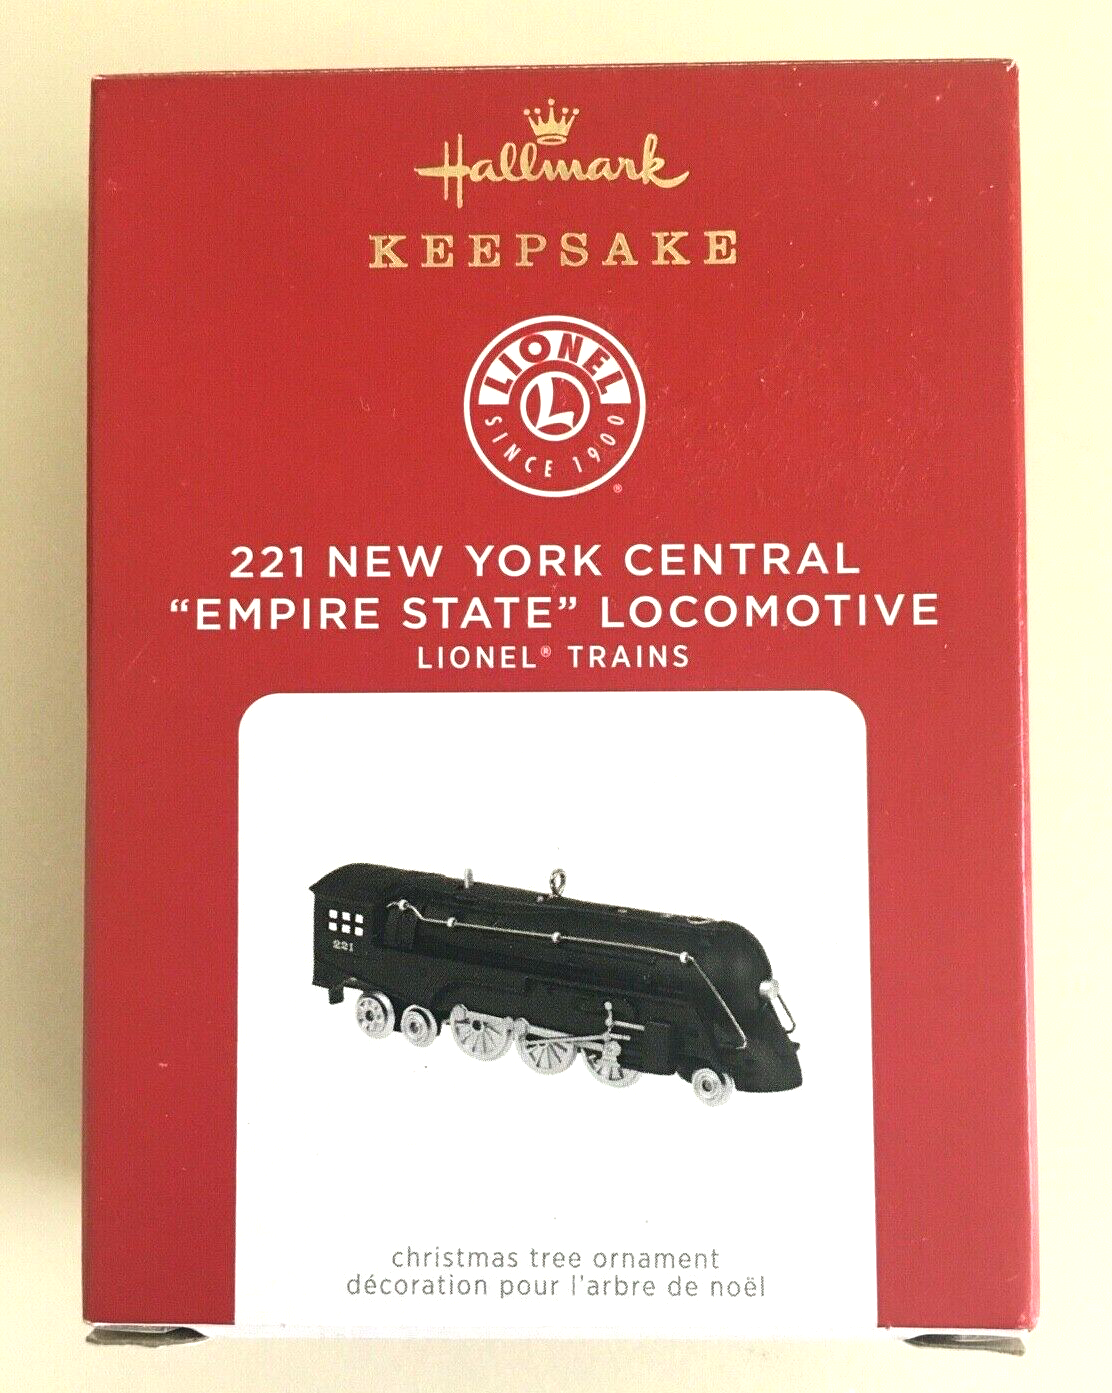 Hallmark
KEEPSAKE
LIONEL
L
SINCE 1900
®
221 NEW YORK CENTRAL
“EMPIRE STATE” LOCOMOTIVE
LIONEL® TRAINS
221
christmas tree ornament
décoration pour l'arbre de noël